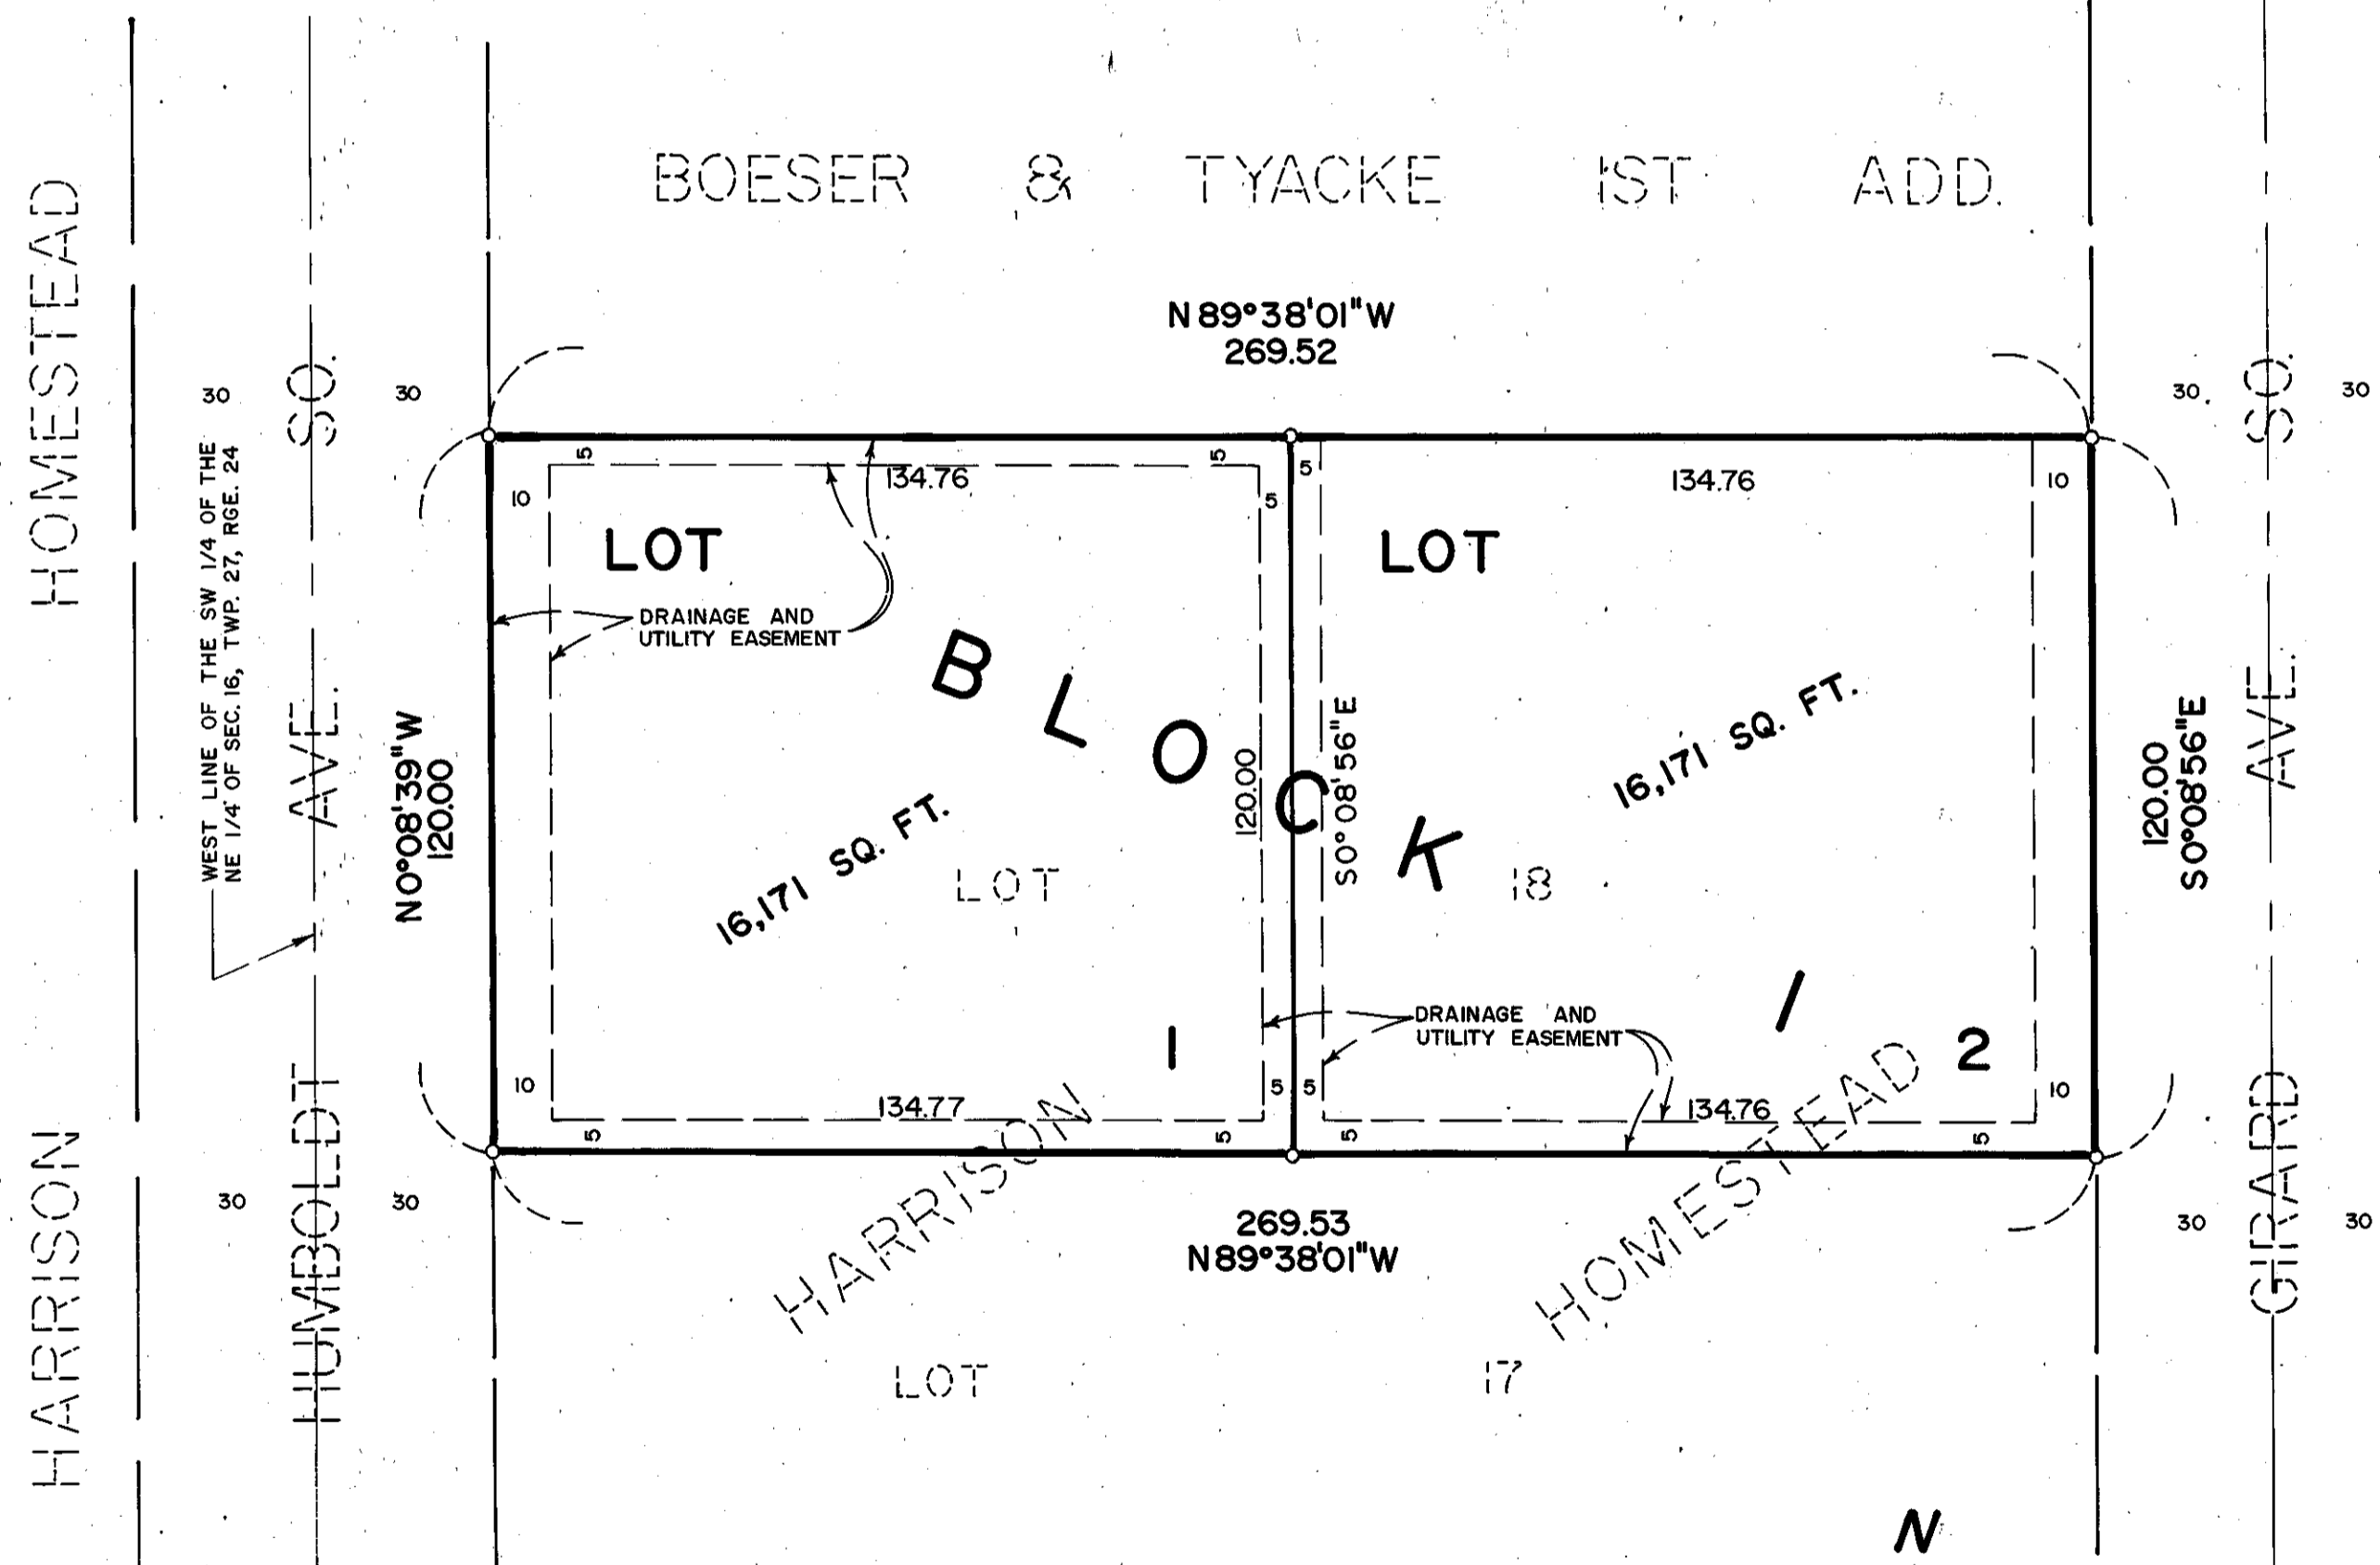 BOESER & TYACKE 1ST ADD.
N 89°38'01"W
269.52
HARRISON HOMESTEAD
HUMBOLDT AVE. SO.
30
30
30
30
WEST LINE OF THE SW 1/4 OF THE
NE 1/4 OF SEC. 16, TWP. 27, RGE. 24
N0°08'39"W
120.00
5
134.76
5
10
5
LOT
DRAINAGE AND
UTILITY EASEMENT
16,171 SQ. FT.
120.00
1
10
5
134.77
5
5
BLOCK 1
5
134.76
10
LOT
S0°08'56"E
16,171 SQ. FT.
LOT 18
DRAINAGE AND
UTILITY EASEMENT
2
5
5
134.76
5
10
120.00
S0°08'56"E
30
30
30
30
GIRARD AVE. SO.
269.53
N 89°38'01"W
HARRISON HOMESTEAD
LOT 17
N